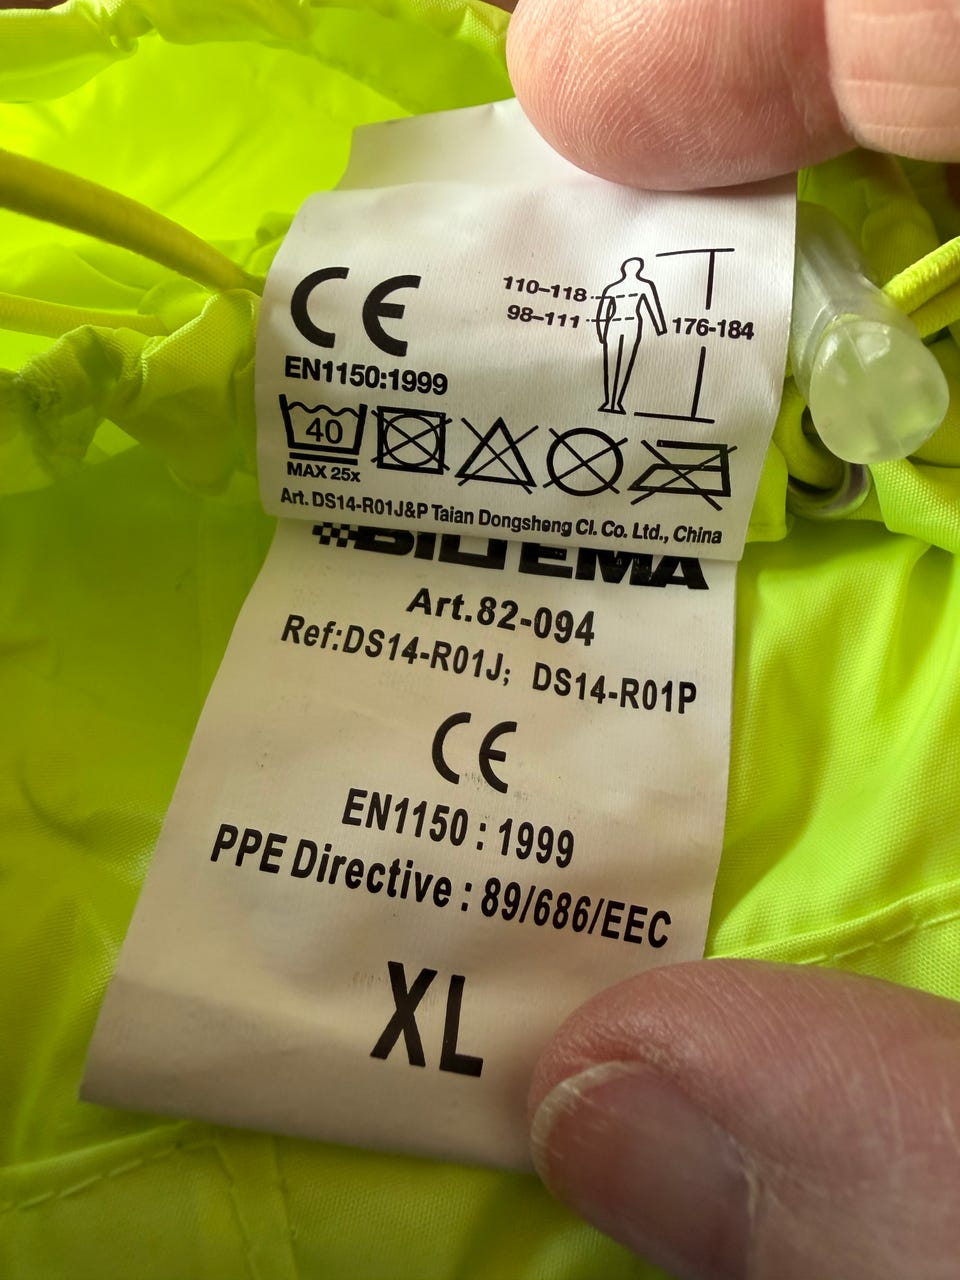 CE
110–118
98–111
176-184
EN1150:1999
40
MAX 25x
Art. DS14-R01J&P Taian Dongsheng Cl. Co. Ltd., China
BILTEMA
Art.82-094
Ref:DS14-R01J; DS14-R01P
CE
EN1150 : 1999
PPE Directive : 89/686/EEC
XL